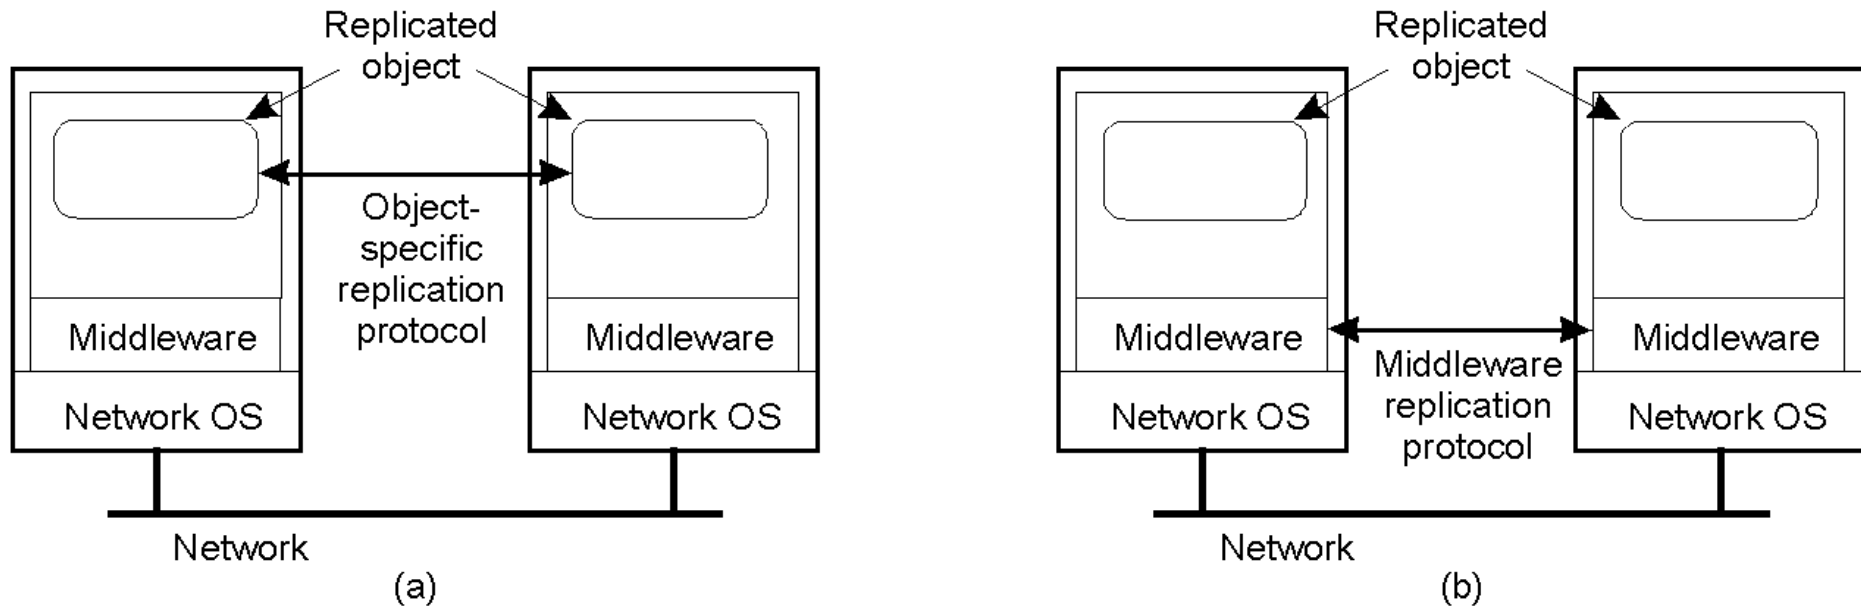 Replicated
object
Object-
specific
replication
protocol
Middleware
Middleware
Network OS
Network OS
Network
(a)
Replicated
object
Middleware
Middleware
Middleware
replication
protocol
Network OS
Network OS
Network
(b)